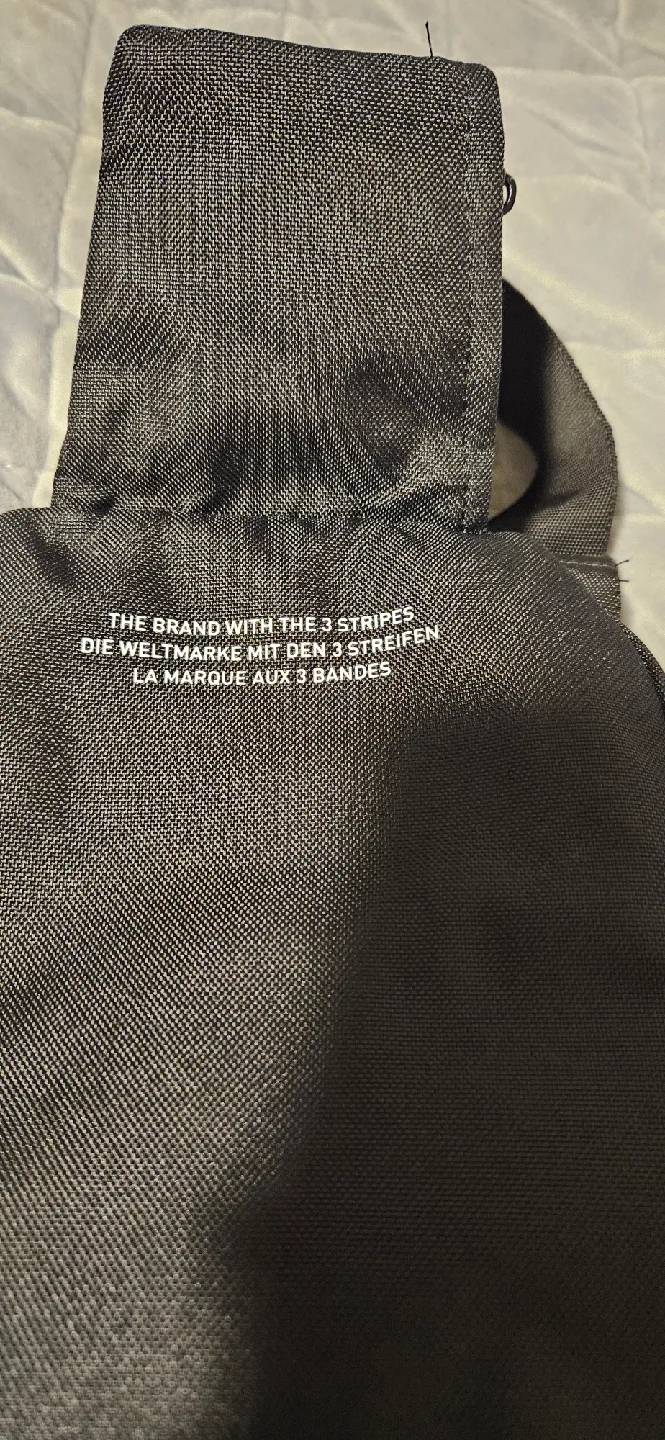 THE BRAND WITH THE 3 STRIPES
DIE WELTMARKE MIT DEN 3 STREIFEN
LA MARQUE AUX 3 BANDES